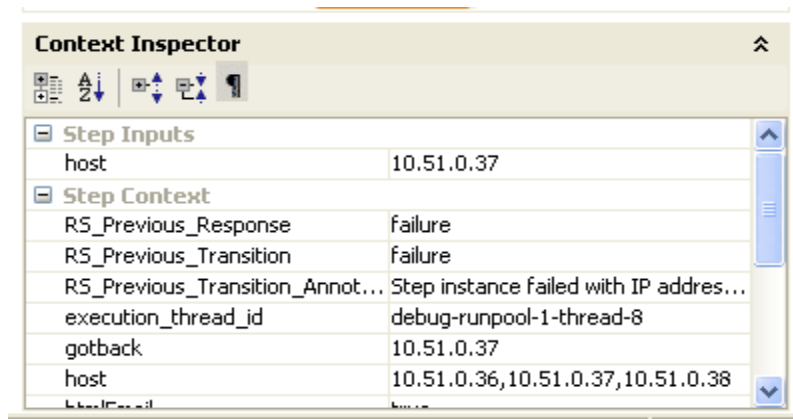 Context Inspector
Step Inputs
host 10.51.0.37
Step Context
RS_Previous_Response failure
RS_Previous_Transition failure
RS_Previous_Transition_Annot... Step instance failed with IP addres...
execution_thread_id debug-runpool-1-thread-8
gotback 10.51.0.37
host 10.51.0.36,10.51.0.37,10.51.0.38